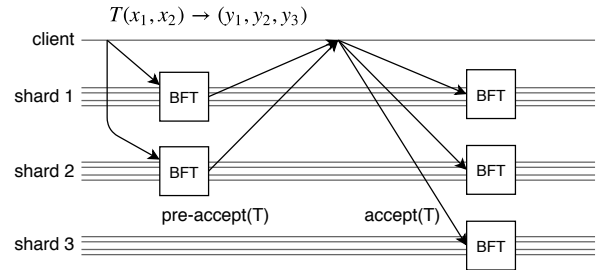 T(x₁, x₂) → (y₁, y₂, y₃)
client
shard 1
BFT
BFT
shard 2
BFT
BFT
pre-accept(T)
accept(T)
shard 3
BFT